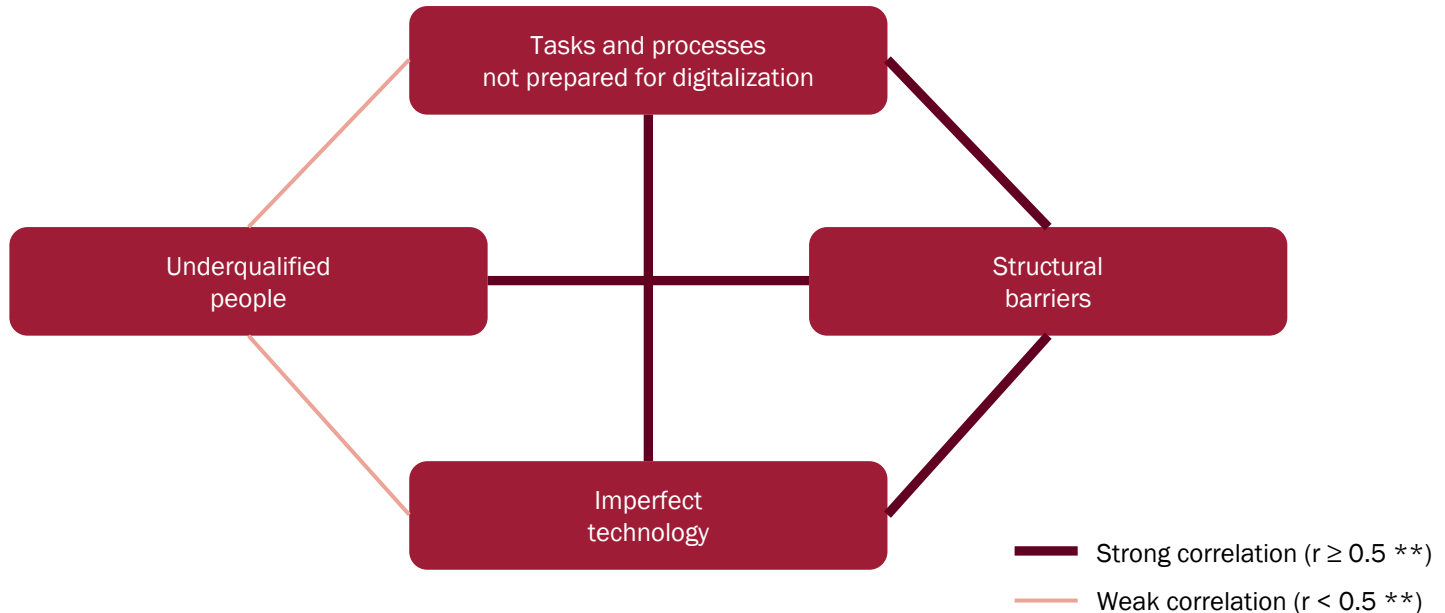 Tasks and processes
not prepared for digitalization
Underqualified
people
Structural
barriers
Imperfect
technology
Strong correlation (r ≥ 0.5 **)
Weak correlation (r < 0.5 **)